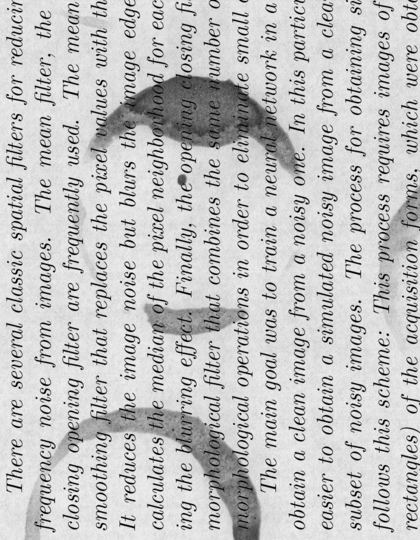 There are several classic spatial filters for reducin
frequency noise from images. The mean filter, the
closing opening filter are frequently used. The mean
smoothing filter that replaces the pixel values with th
It reduces the image noise but blurs the image edge
calculates the median of the pixel neighborhood for eac
ing the blurring effect. Finally, the opening closing fi
morphological filter that combines the same number o
morphological operations in order to eliminate small o
The main goal was to train a neural network in a
obtain a clean image from a noisy one. In this particu
easier to obtain a simulated noisy image from a clea
subset of noisy images. The process for obtaining si
follows this scheme: This process requires images of
rectangles) of the acquisition forms, which were obt